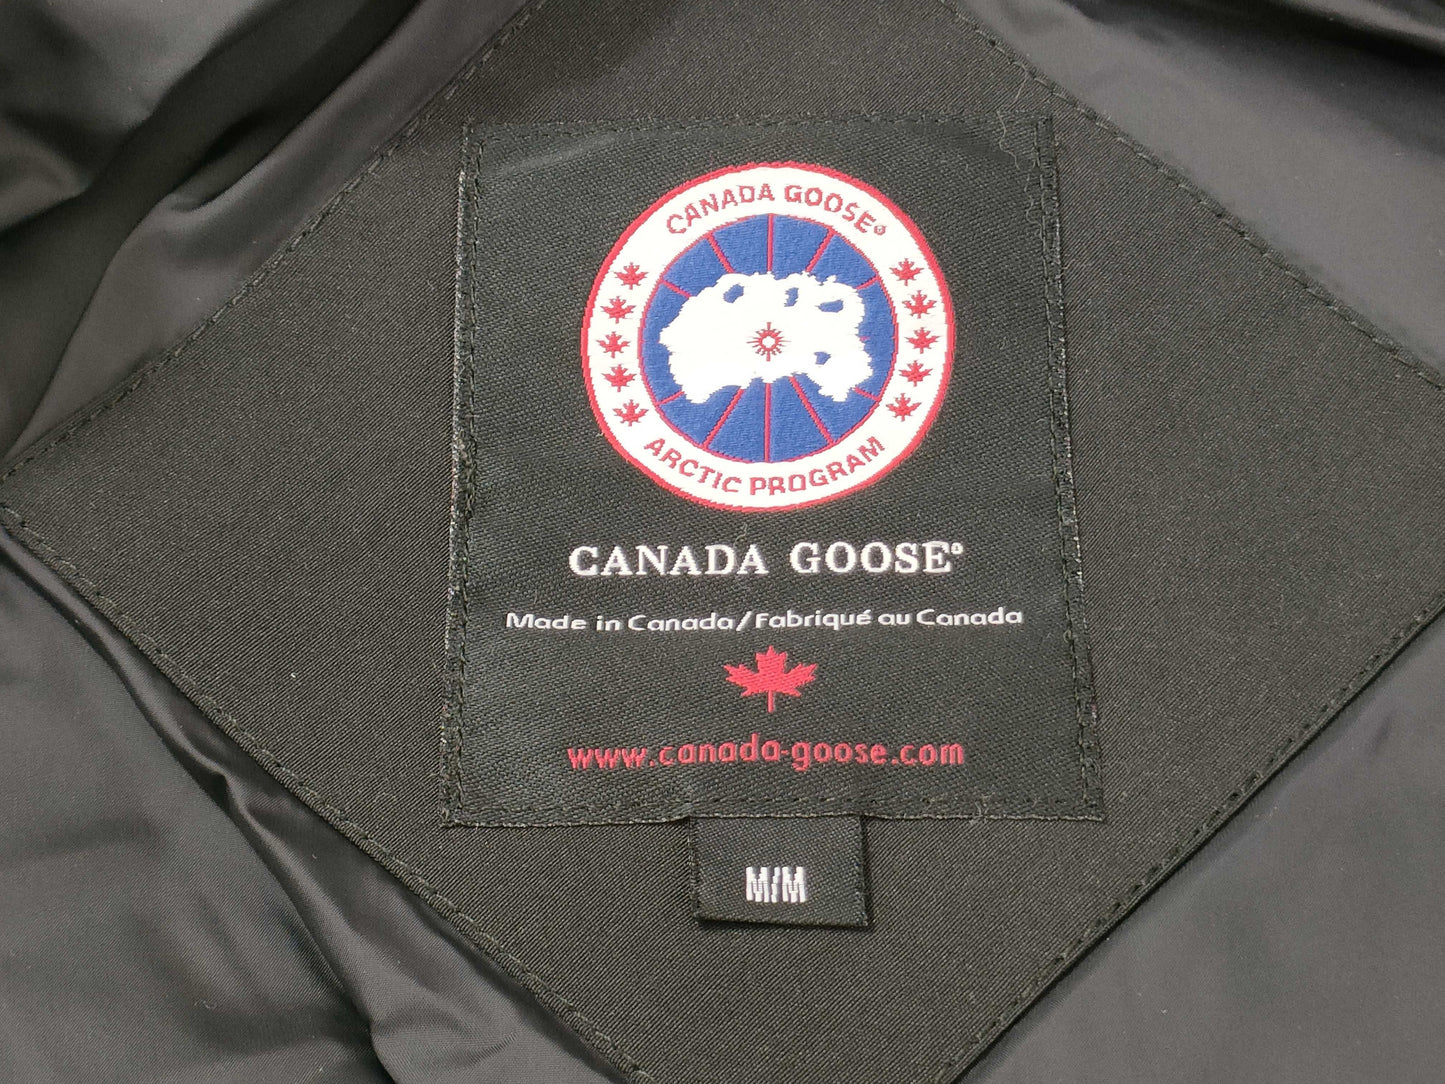 CANADA GOOSE®
ARCTIC PROGRAM
CANADA GOOSE®
Made in Canada/Fabriqué au Canada
www.canada-goose.com
M/M